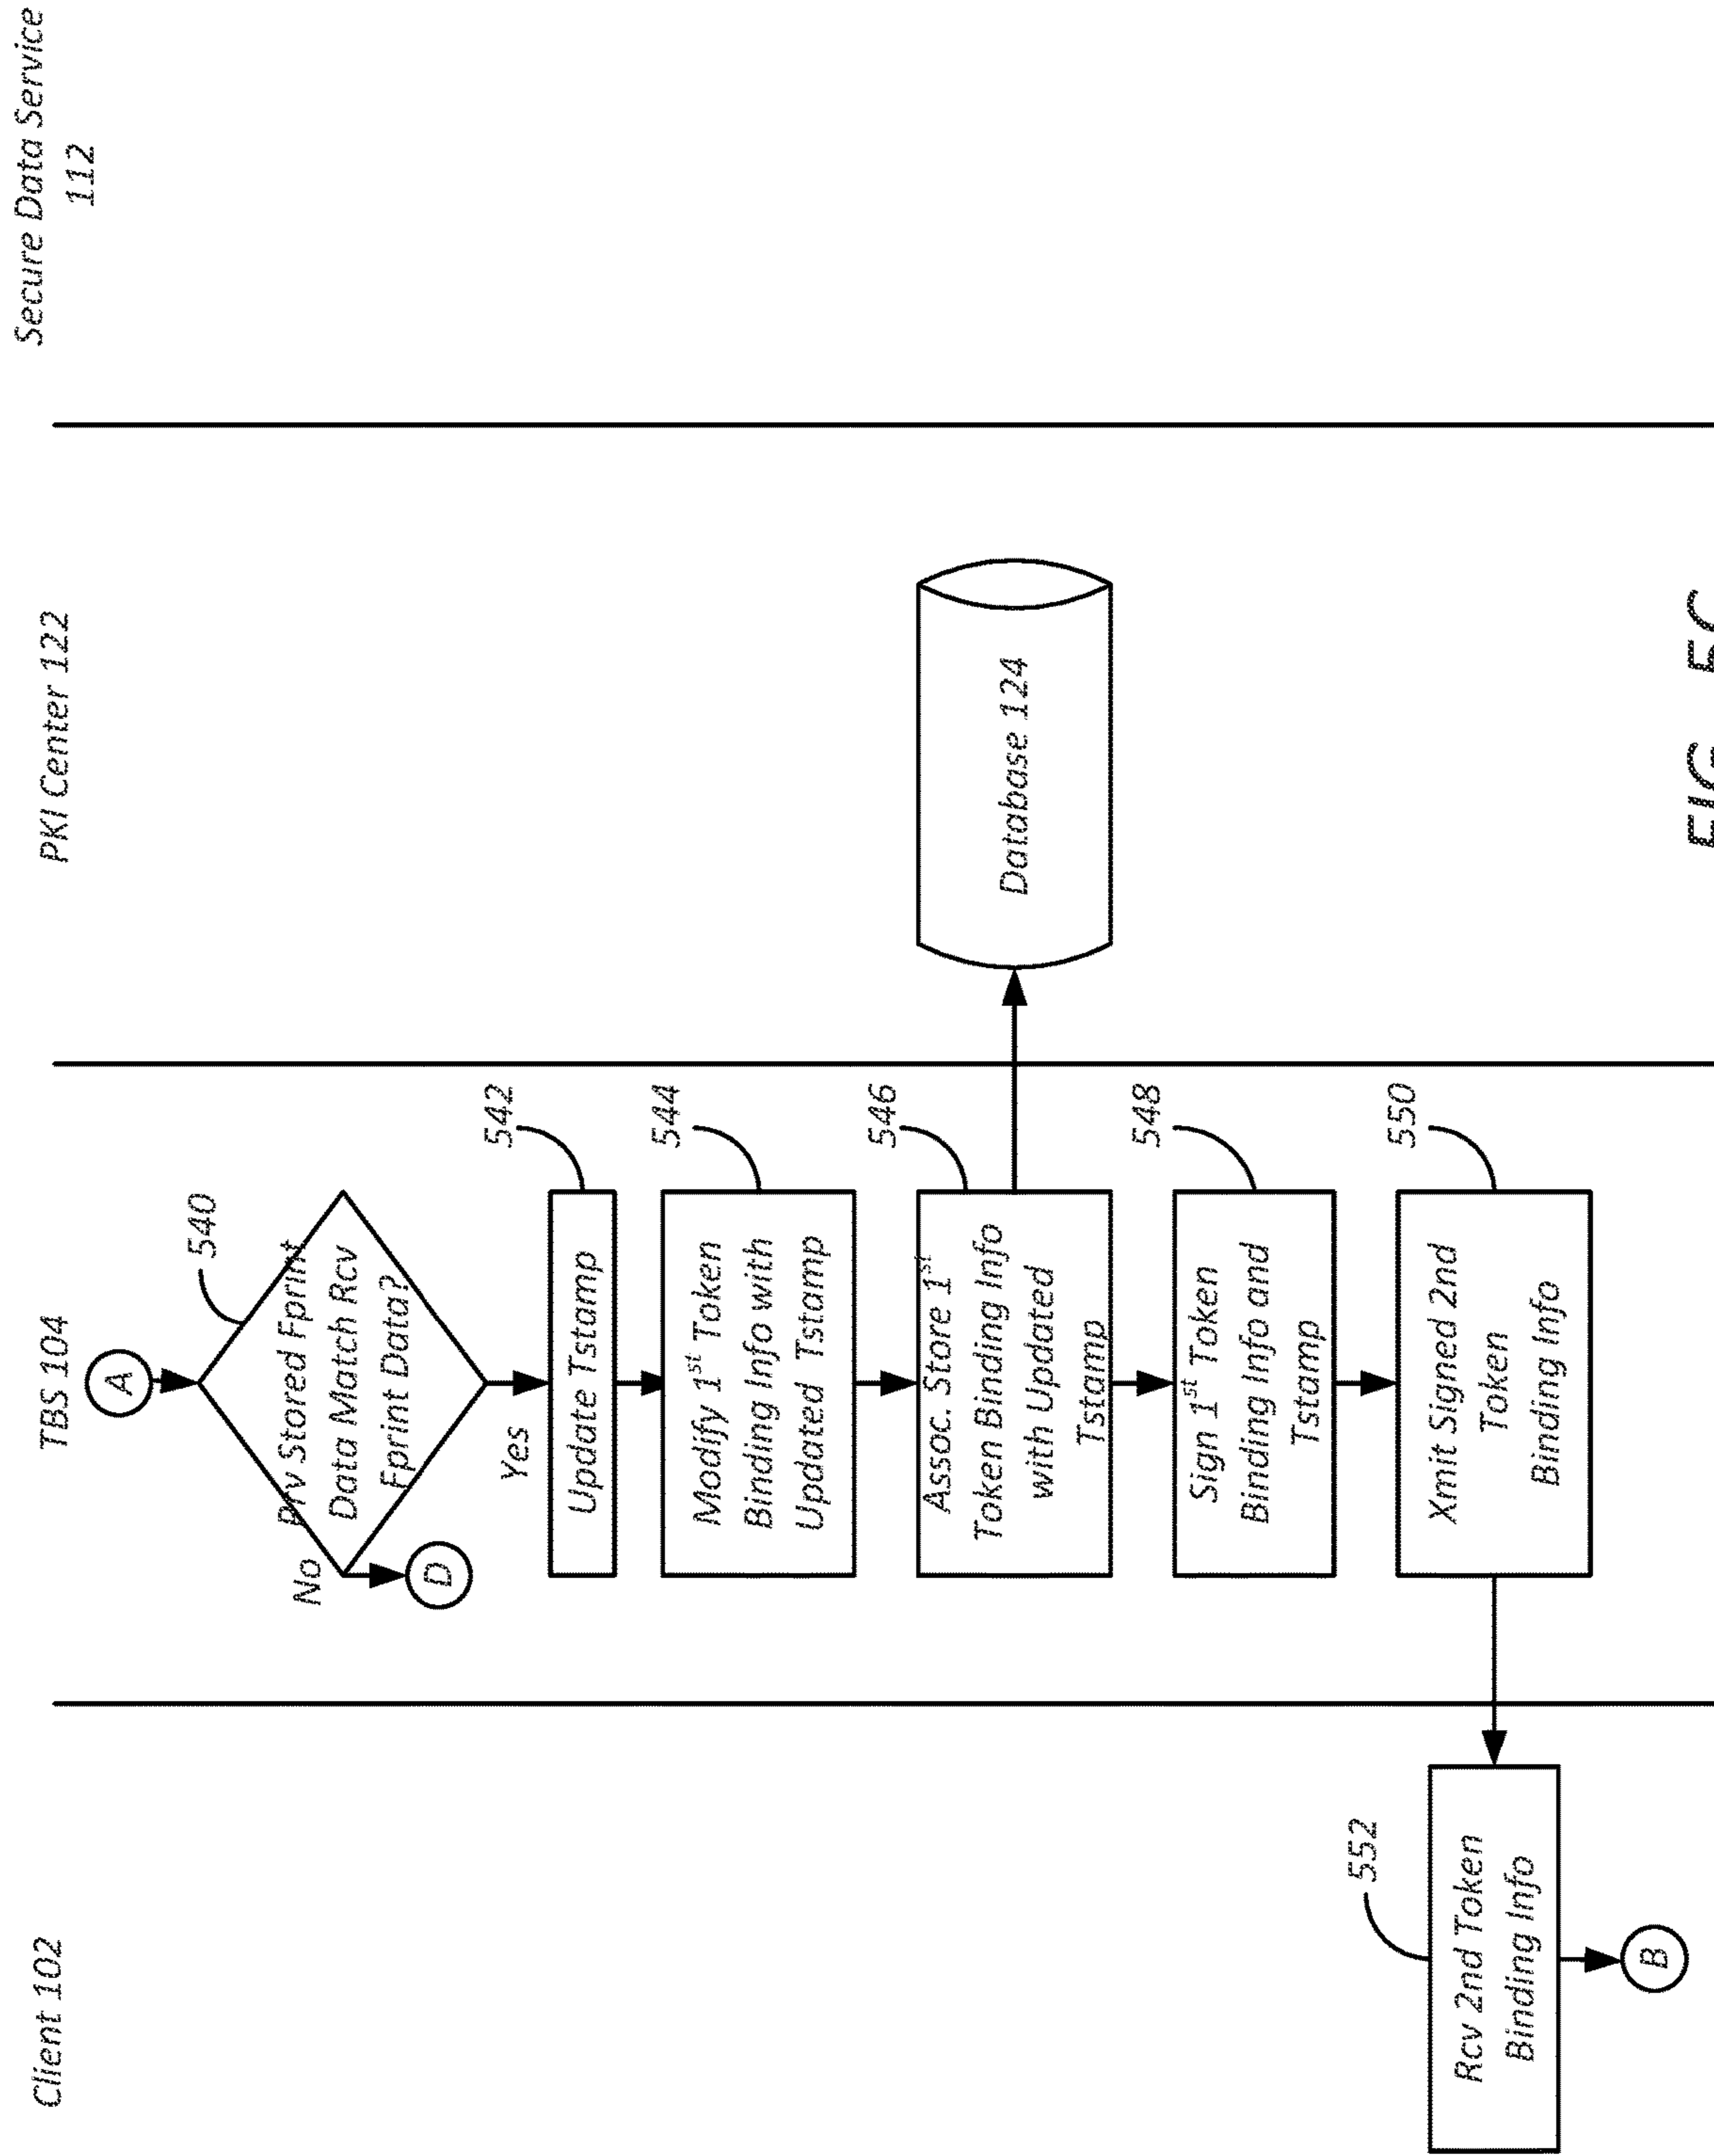 Client 102
TBS 104
PKI Center 122
Secure Data Service
112
A
540
Prv Stored Fprint
Data Match Rcv
Fprint Data?
No
D
Yes
542
Update Tstamp
544
Modify 1st Token
Binding Info with
Updated Tstamp
546
Assoc. Store 1st
Token Binding Info
with Updated
Tstamp
Database 124
548
Sign 1st Token
Binding Info and
Tstamp
550
Xmit Signed 2nd
Token
Binding Info
552
Rcv 2nd Token
Binding Info
B
FIG. 5C